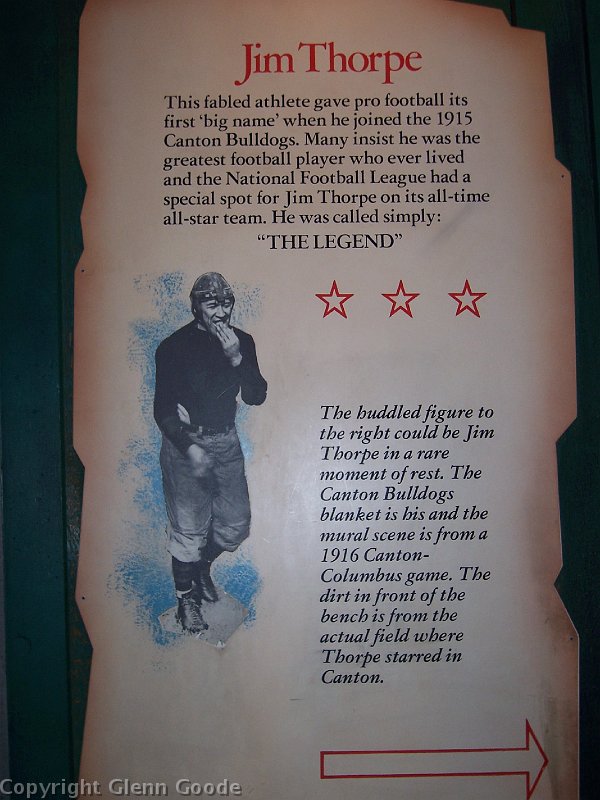 Jim Thorpe
This fabled athlete gave pro football its
first ‘big name’ when he joined the 1915
Canton Bulldogs. Many insist he was the
greatest football player who ever lived
and the National Football League had a
special spot for Jim Thorpe on its all-time
all-star team. He was called simply:
“THE LEGEND”
The huddled figure to
the right could be Jim
Thorpe in a rare
moment of rest. The
Canton Bulldogs
blanket is his and the
mural scene is from a
1916 Canton-
Columbus game. The
dirt in front of the
bench is from the
actual field where
Thorpe starred in
Canton.
Copyright Glenn Goode